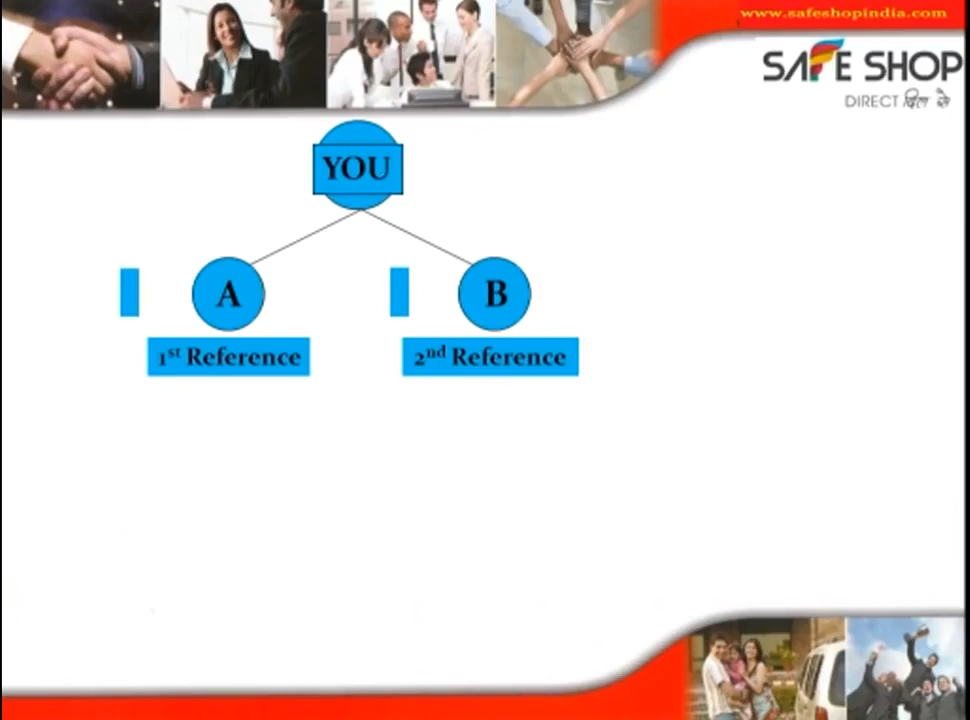 www.safeshopindia.com
SAFE SHOP
DIRECT दिल से
YOU
A
B
1st Reference
2nd Reference